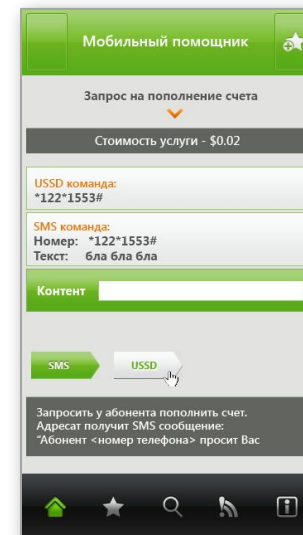 Мобильный помощник
Запрос на пополнение счета
Стоимость услуги - $0.02
USSD команда:
*122*1553#
SMS команда:
Номер: *122*1553#
Текст: бла бла бла
Контент
SMS USSD
Запросить у абонента пополнить счет.
Адресат получит SMS сообщение:
"Абонент <номер телефона> просит Вас